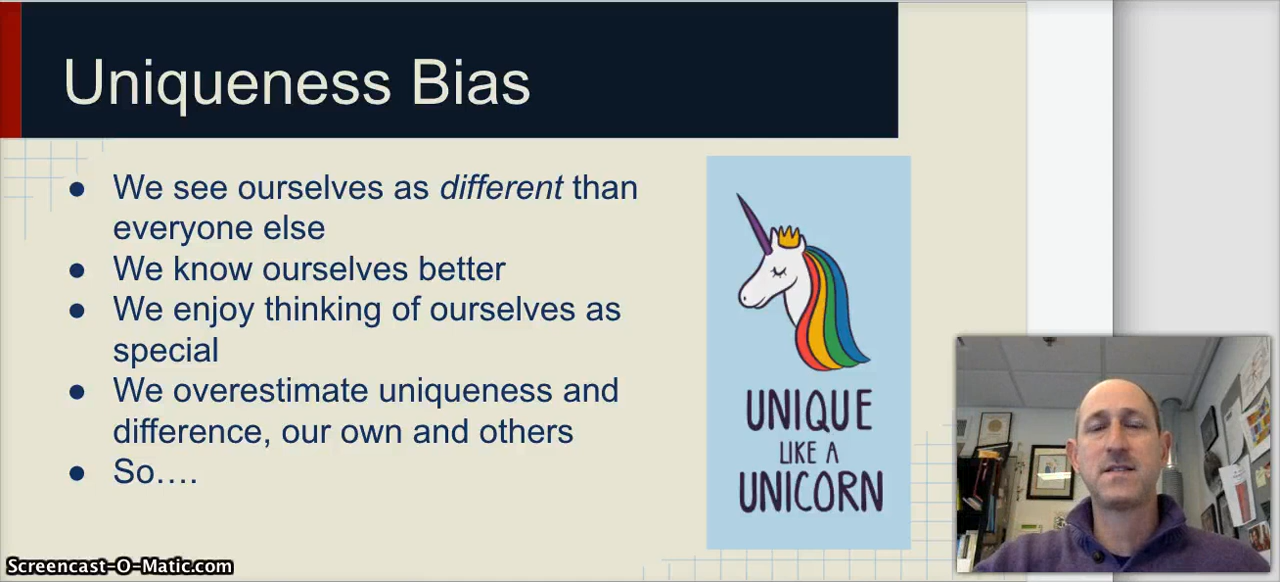 Uniqueness Bias
● We see ourselves as different than
everyone else
● We know ourselves better
● We enjoy thinking of ourselves as
special
● We overestimate uniqueness and
difference, our own and others
● So....
UNIQUE
LIKE A
UNICORN
Screencast-O-Matic.com